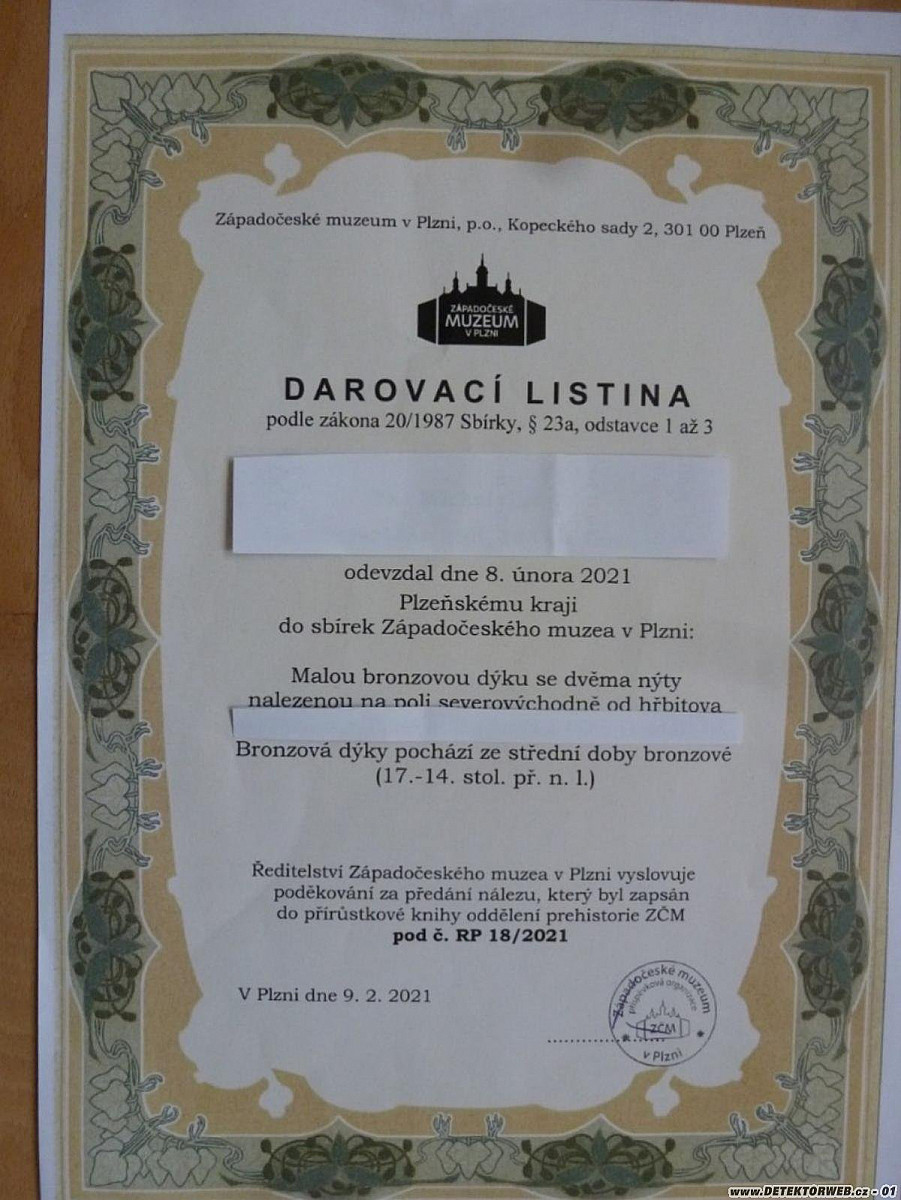 Západočeské muzeum v Plzni, p.o., Kopeckého sady 2, 301 00 Plzeň
ZÁPADOČESKÉ
MUZEUM
V PLZNI
DAROVACÍ LISTINA
podle zákona 20/1987 Sbírky, § 23a, odstavce 1 až 3
odevzdal dne 8. února 2021
Plzeňskému kraji
do sbírek Západočeského muzea v Plzni:
Malou bronzovou dýku se dvěma nýty
nalezenou na poli severovýchodně od hřbitova
Bronzová dýky pochází ze střední doby bronzové
(17.-14. stol. př. n. l.)
Ředitelství Západočeského muzea v Plzni vyslovuje
poděkování za předání nálezu, který byl zapsán
do přírůstkové knihy oddělení prehistorie ZČM
pod č. RP 18/2021
V Plzni dne 9. 2. 2021
Západočeské muzeum
příspěvková organizace
ZČM
v Plzni
www.DETEKTORWEB.cz - 01